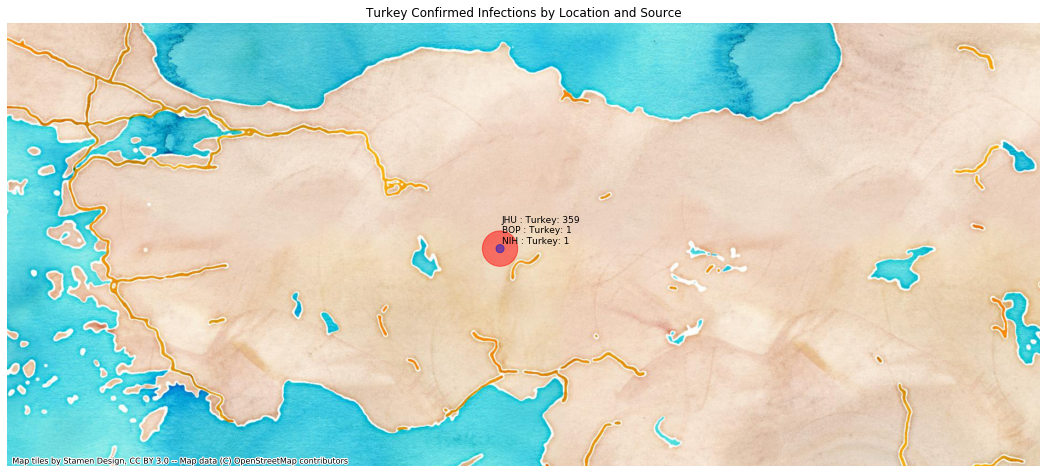 Turkey Confirmed Infections by Location and Source
JHU : Turkey: 359
BOP : Turkey: 1
NIH : Turkey: 1
Map tiles by Stamen Design, CC BY 3.0 -- Map data (C) OpenStreetMap contributors